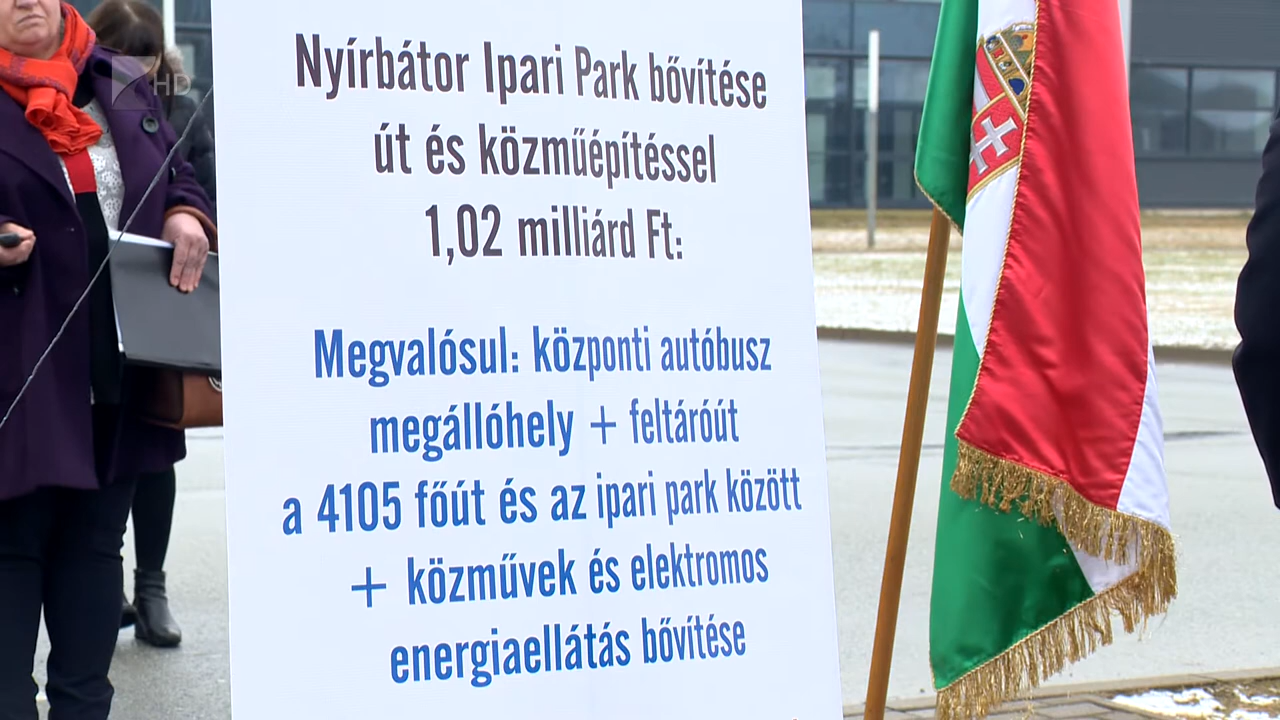 HD
Nyírbátor Ipari Park bővítése
út és közműépítéssel
1,02 milliárd Ft:
Megvalósul: központi autóbusz
megállóhely + feltáróút
a 4105 főút és az ipari park között
+ közművek és elektromos
energiaellátás bővítése